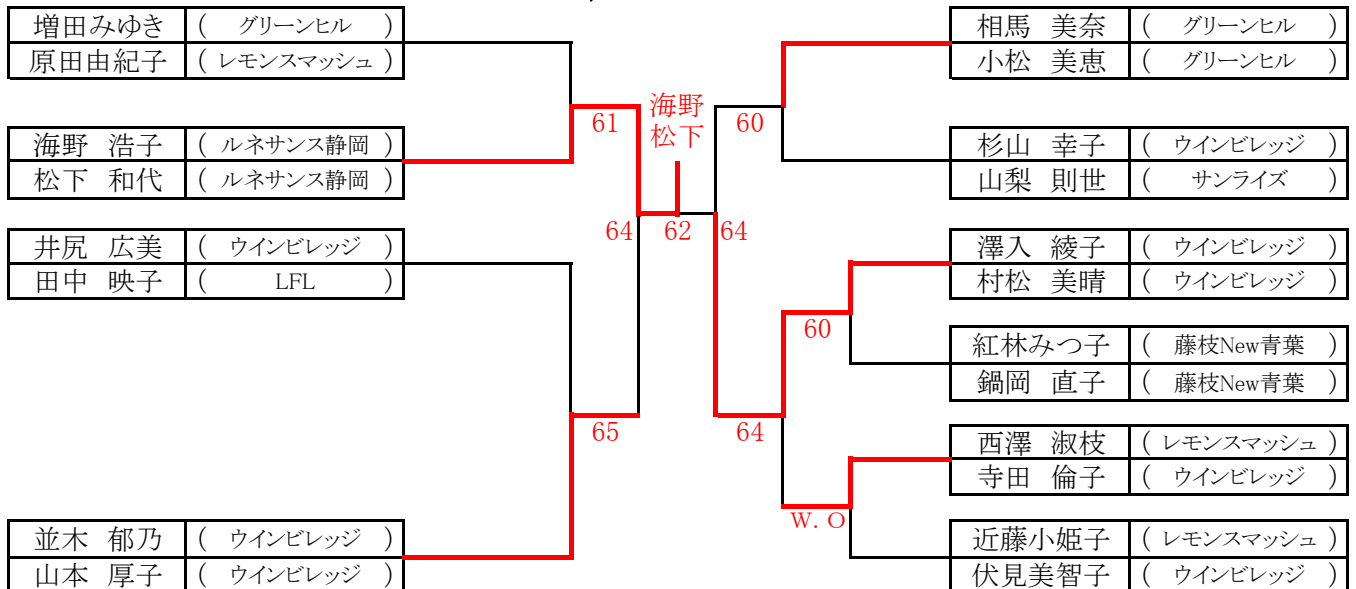 増田みゆき ( グリーンヒル )
原田由紀子 ( レモンスマッシュ )
海野 浩子 ( ルネサンス静岡 )
松下 和代 ( ルネサンス静岡 )
井尻 広美 ( ウインビレッジ )
田中 映子 ( LFL )
並木 郁乃 ( ウインビレッジ )
山本 厚子 ( ウインビレッジ )
61
64
65
海野
松下
62
60
64
60
64
W. O
相馬 美奈 ( グリーンヒル )
小松 美恵 ( グリーンヒル )
杉山 幸子 ( ウインビレッジ )
山梨 則世 ( サンライズ )
澤入 綾子 ( ウインビレッジ )
村松 美晴 ( ウインビレッジ )
紅林みつ子 ( 藤枝New青葉 )
鍋岡 直子 ( 藤枝New青葉 )
西澤 淑枝 ( レモンスマッシュ )
寺田 倫子 ( ウインビレッジ )
近藤小姫子 ( レモンスマッシュ )
伏見美智子 ( ウインビレッジ )